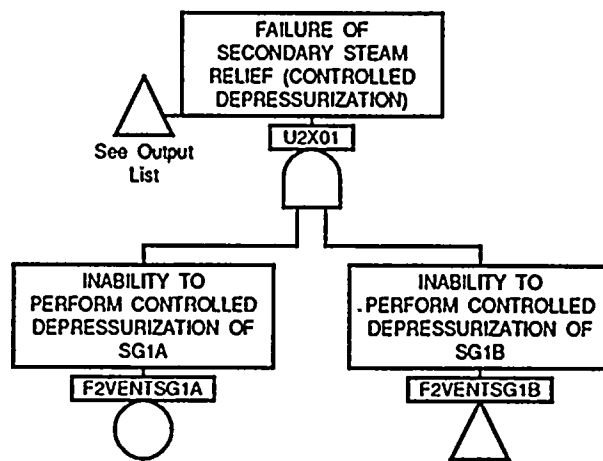 FAILURE OF
SECONDARY STEAM
RELIEF (CONTROLLED
DEPRESSURIZATION)
U2X01
See Output
List
INABILITY TO
PERFORM CONTROLLED
DEPRESSURIZATION OF
SG1A
F2VENTSG1A
INABILITY TO
.PERFORM CONTROLLED
DEPRESSURIZATION OF
SG1B
F2VENTSG1B